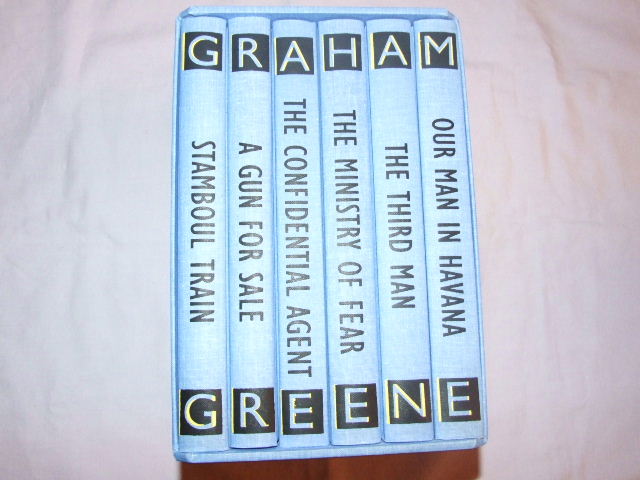 GRAHAM
STAMBOUL TRAIN
A GUN FOR SALE
THE CONFIDENTIAL AGENT
THE MINISTRY OF FEAR
THE THIRD MAN
OUR MAN IN HAVANA
GREENE